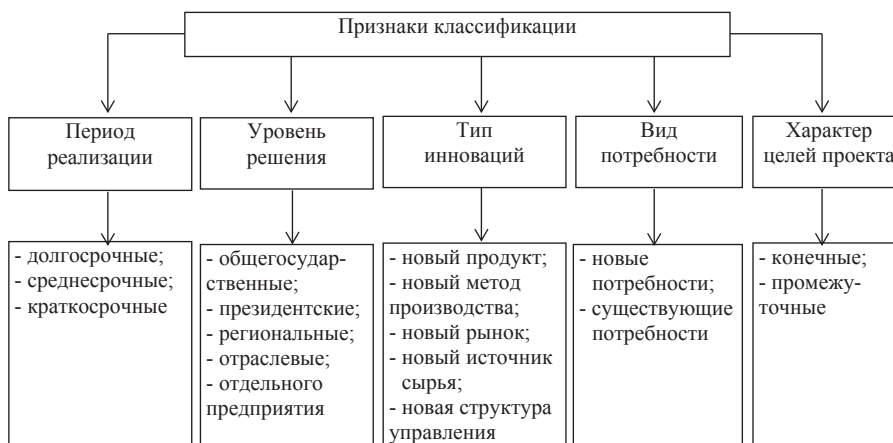 Признаки классификации
Период
реализации
Уровень
решения
Тип
инноваций
Вид
потребности
Характер
целей проекта
- долгосрочные;
- среднесрочные;
- краткосрочные
- общегосудар-
ственные;
- президентские;
- региональные;
- отраслевые;
- отдельного
предприятия
- новый продукт;
- новый метод
производства;
- новый рынок;
- новый источник
сырья;
- новая структура
управления
- новые
потребности;
- существующие
потребности
- конечные;
- промежу-
точные